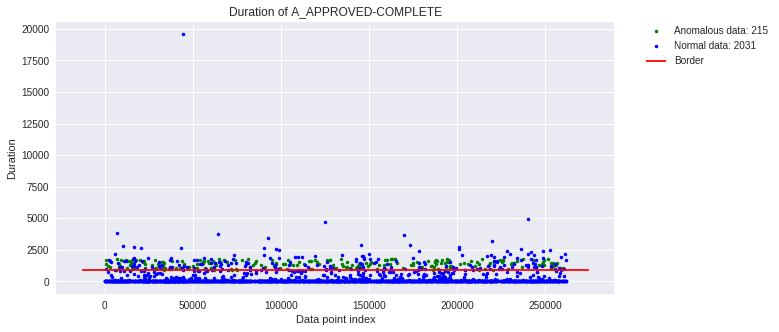 Duration of A_APPROVED-COMPLETE
Anomalous data: 215
Normal data: 2031
Border
Duration
20000
17500
15000
12500
10000
7500
5000
2500
0
0
50000
100000
150000
200000
250000
Data point index